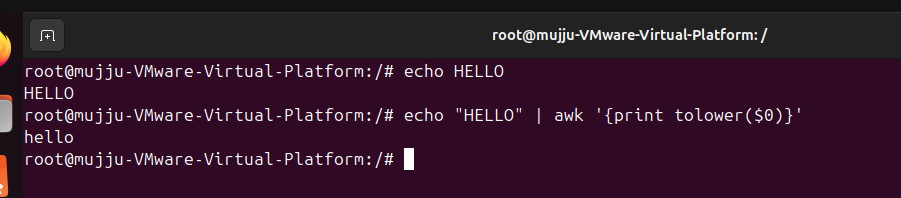 root@mujju-VMware-Virtual-Platform: /
root@mujju-VMware-Virtual-Platform:/# echo HELLO
HELLO
root@mujju-VMware-Virtual-Platform:/# echo "HELLO" | awk '{print tolower($0)}'
hello
root@mujju-VMware-Virtual-Platform:/#